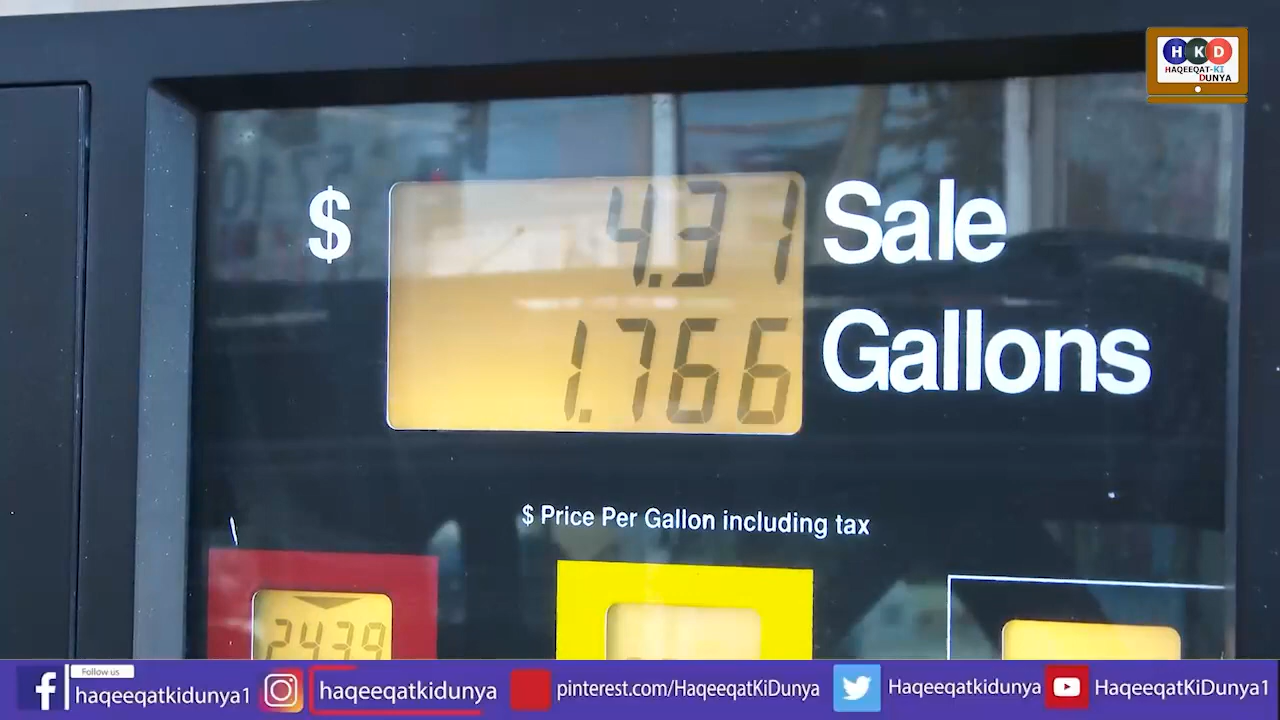 HKD
HAQEEQAT-KI
DUNYA
$ 4.31 Sale
1.766 Gallons
$ Price Per Gallon including tax
2439
Follow us
haqeeqatkidunya1
haqeeqatkidunya
pinterest.com/HaqeeqatKiDunya
Haqeeqatkidunya
HaqeeqatKiDunya1